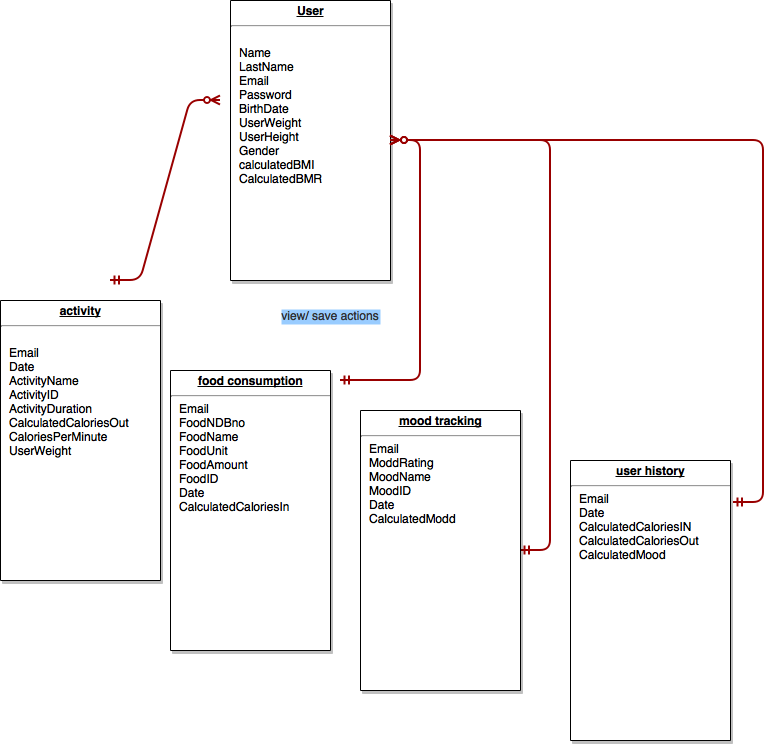 User
Name
LastName
Email
Password
BirthDate
UserWeight
UserHeight
Gender
calculatedBMI
CalculatedBMR
view/ save actions
activity
Email
Date
ActivityName
ActivityID
ActivityDuration
CalculatedCaloriesOut
CaloriesPerMinute
UserWeight
food consumption
Email
FoodNDBno
FoodName
FoodUnit
FoodAmount
FoodID
Date
CalculatedCaloriesIn
mood tracking
Email
ModdRating
MoodName
MoodID
Date
CalculatedModd
user history
Email
Date
CalculatedCaloriesIN
CalculatedCaloriesOut
CalculatedMood